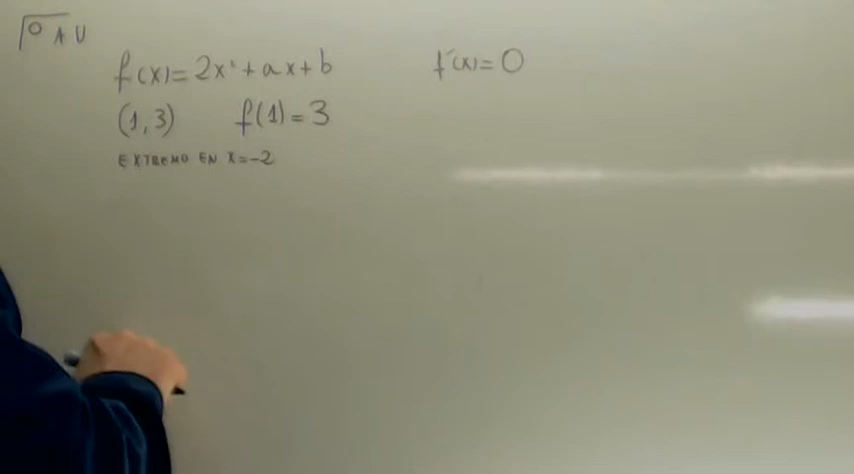 O A U
f(x)=2x²+ax+b
f'(x)=0
(1,3) f(1)=3
EXTREMO EN x=-2